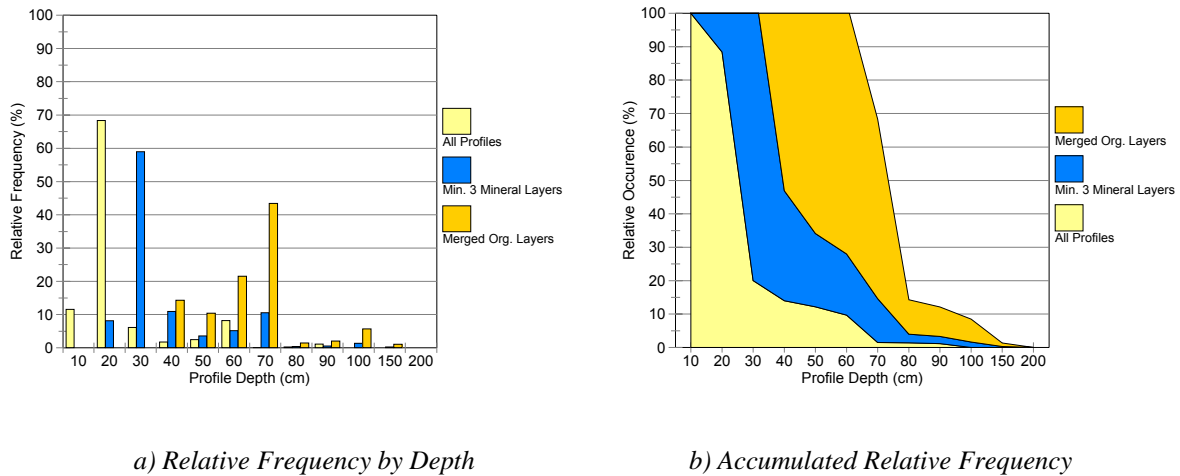 100
90
80
70
60
50
40
30
20
10
0
Relative Frequency (%)
10 20 30 40 50 60 70 80 90 100 150 200
Profile Depth (cm)
All Profiles
Min. 3 Mineral Layers
Merged Org. Layers
100
90
80
70
60
50
40
30
20
10
0
Relative Occurence (%)
10 20 30 40 50 60 70 80 90 100 150 200
Profile Depth (cm)
Merged Org. Layers
Min. 3 Mineral Layers
All Profiles
a) Relative Frequency by Depth
b) Accumulated Relative Frequency